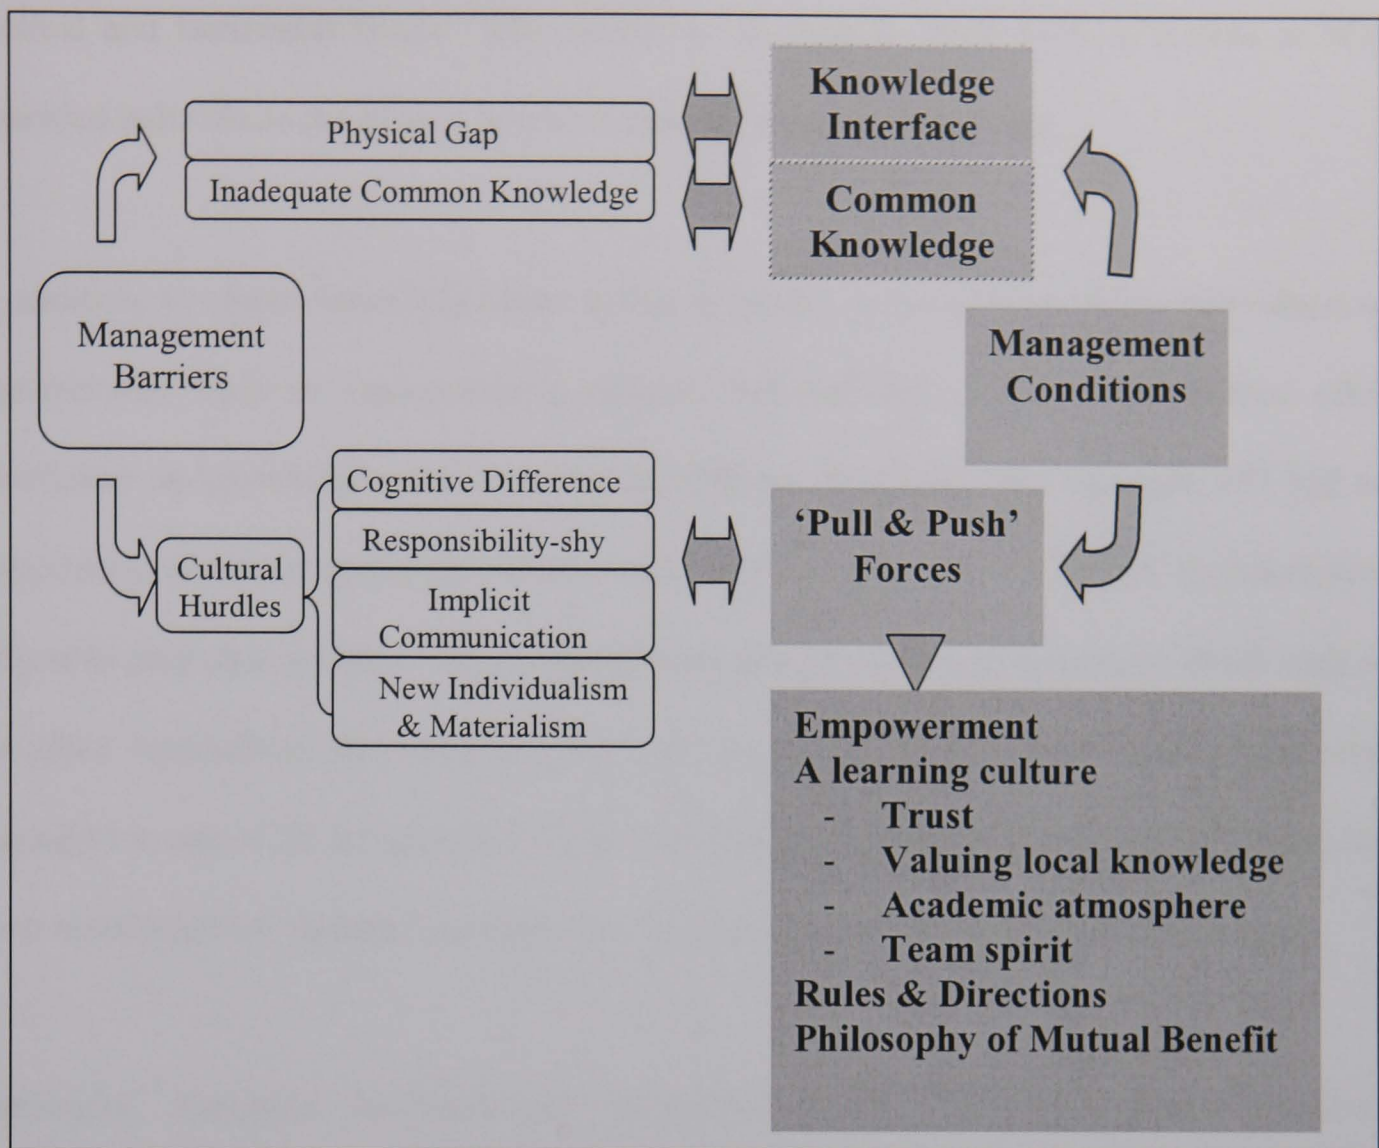 Physical Gap
Inadequate Common Knowledge
Knowledge
Interface
Common
Knowledge
Management
Barriers
Management
Conditions
Cultural
Hurdles
Cognitive Difference
Responsibility-shy
Implicit
Communication
New Individualism
& Materialism
‘Pull & Push’
Forces
Empowerment
A learning culture
- Trust
- Valuing local knowledge
- Academic atmosphere
- Team spirit
Rules & Directions
Philosophy of Mutual Benefit